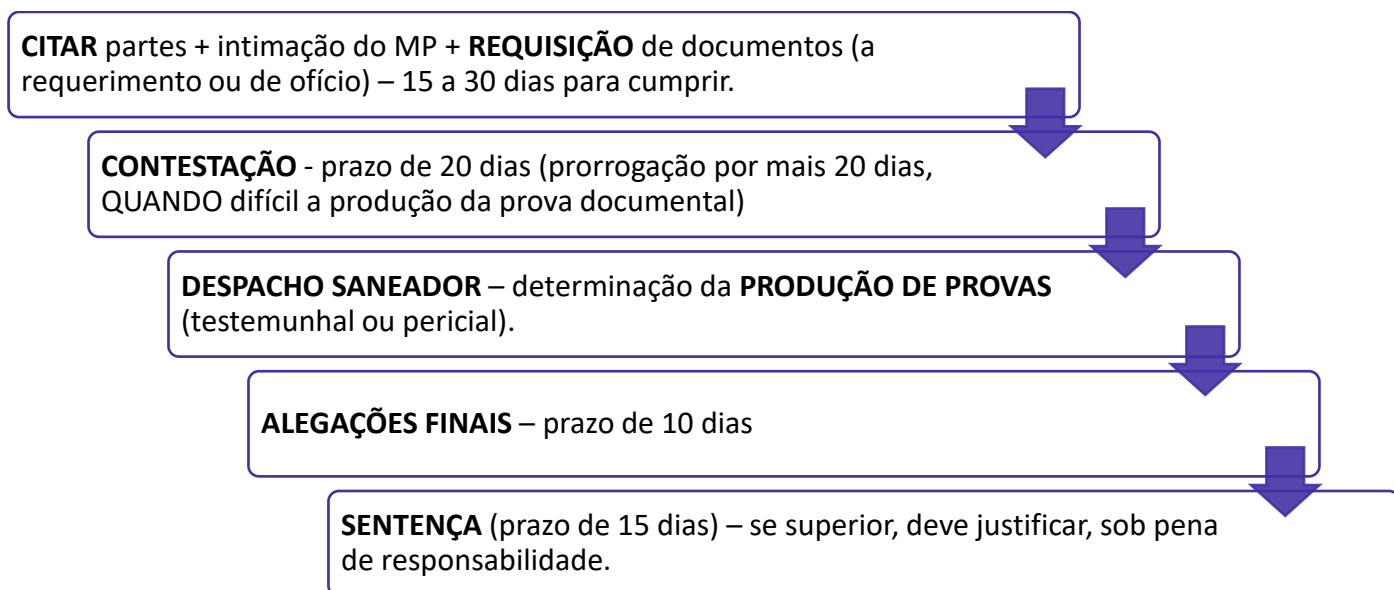 CITAR partes + intimação do MP + REQUISIÇÃO de documentos (a
requerimento ou de ofício) – 15 a 30 dias para cumprir.
CONTESTAÇÃO - prazo de 20 dias (prorrogação por mais 20 dias,
QUANDO difícil a produção da prova documental)
DESPACHO SANEADOR – determinação da PRODUÇÃO DE PROVAS
(testemunhal ou pericial).
ALEGAÇÕES FINAIS – prazo de 10 dias
SENTENÇA (prazo de 15 dias) – se superior, deve justificar, sob pena
de responsabilidade.